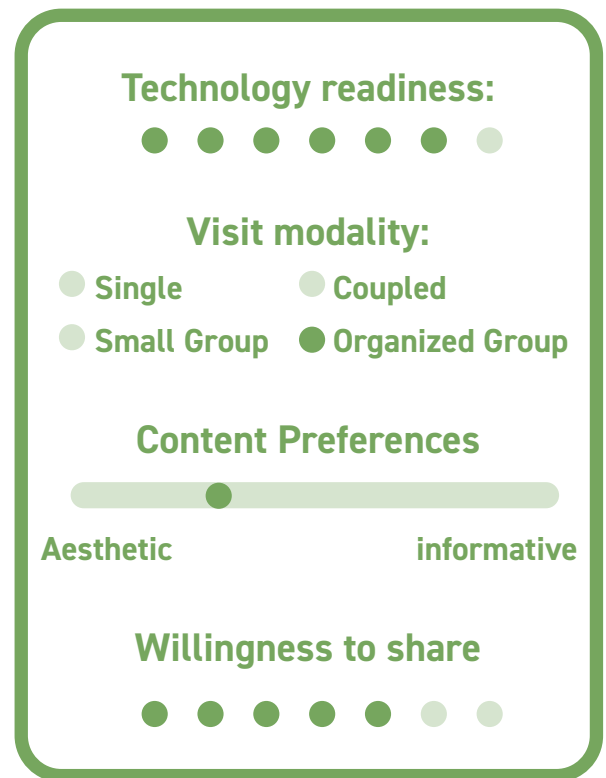 Technology readiness:
Visit modality:
Single
Coupled
Small Group
Organized Group
Content Preferences
Aesthetic
informative
Willingness to share